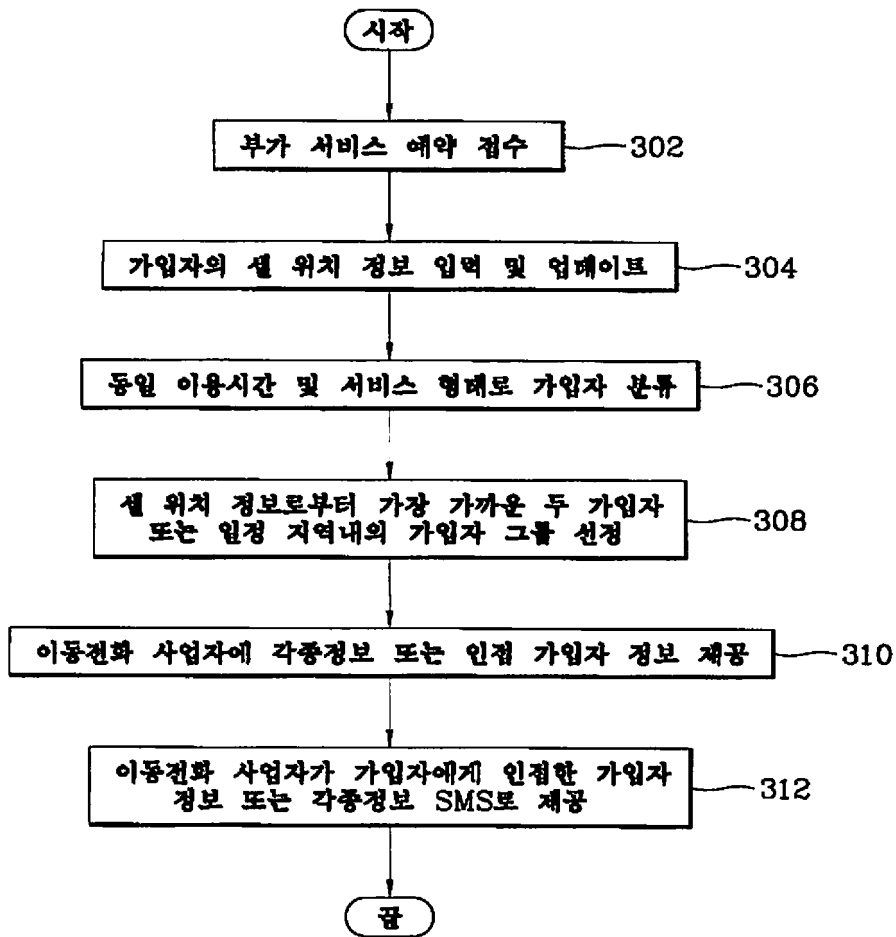 시작
부가 서비스 예약 접수
302
가입자의 셀 위치 정보 입력 및 업데이트
304
동일 이용시간 및 서비스 형태로 가입자 분류
306
셀 위치 정보로부터 가장 가까운 두 가입자
또는 일정 지역내의 가입자 그룹 선정
308
이동전화 사업자에 각종정보 또는 인접 가입자 정보 제공
310
이동전화 사업자가 가입자에게 인접한 가입자
정보 또는 각종정보 SMS로 제공
312
끝